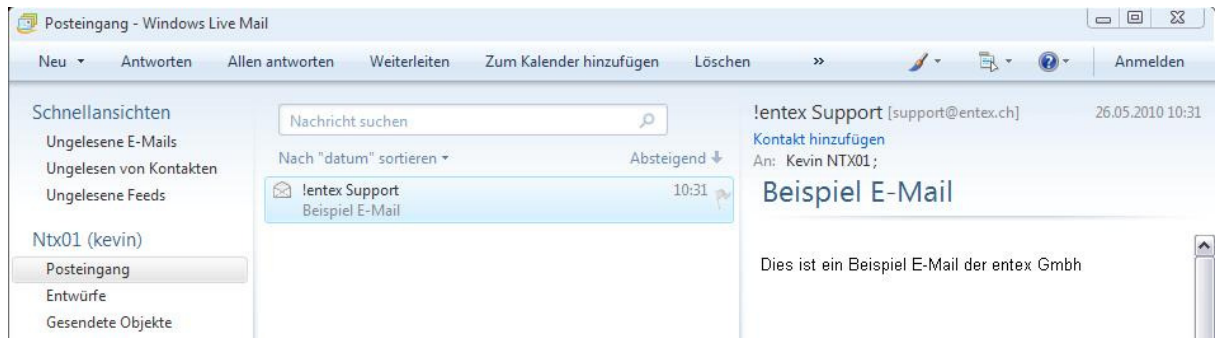 Posteingang - Windows Live Mail
Neu Antworten Allen antworten Weiterleiten Zum Kalender hinzufügen Löschen » Anmelden
Schnellansichten
Ungelesene E-Mails
Ungelesen von Kontakten
Ungelesene Feeds
Ntx01 (kevin)
Posteingang
Entwürfe
Gesendete Objekte
Nachricht suchen
Nach "datum" sortieren Absteigend
!entex Support 10:31
Beispiel E-Mail
!entex Support [support@entex.ch] 26.05.2010 10:31
Kontakt hinzufügen
An: Kevin NTX01;
Beispiel E-Mail
Dies ist ein Beispiel E-Mail der entex Gmbh